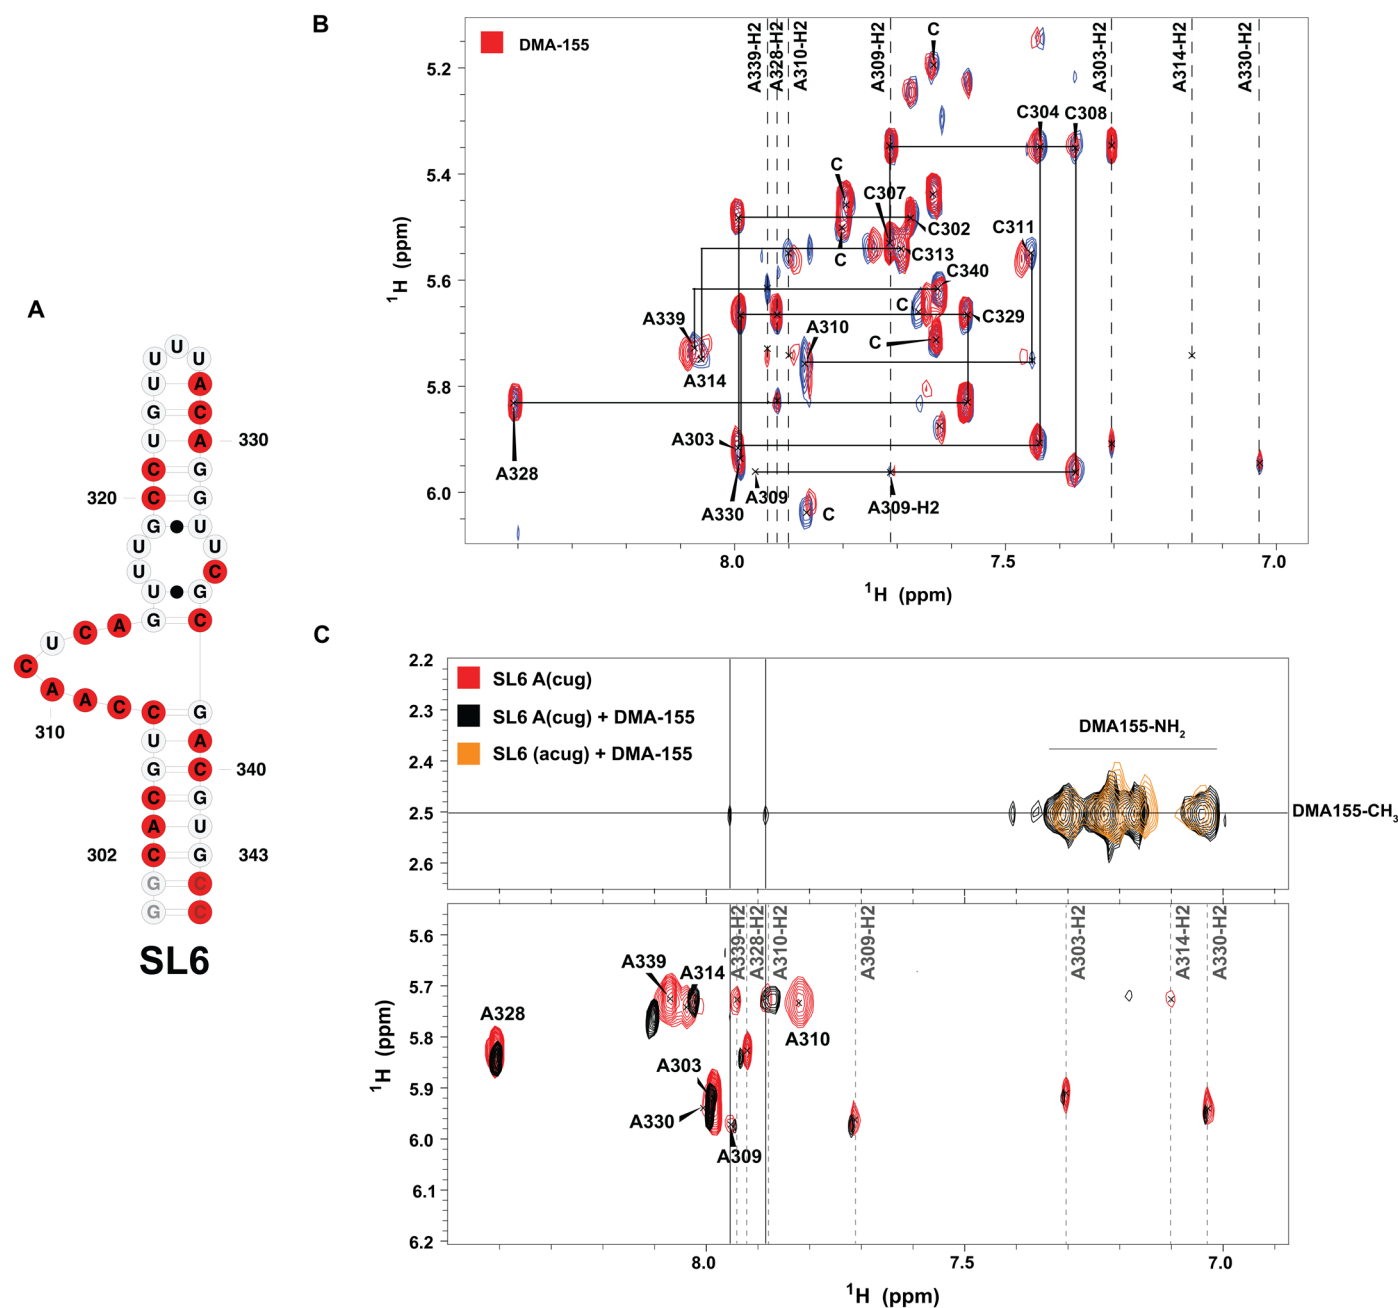 A
U
U U
U A
G C
U A 330
C G
320 C G
G U
U U
U C
U G
G C
U C A
C
A A C C G
310
U A
G C 340
C G
A U
302 C G 343
G C
G C
SL6
B
DMA-155
A339-H2
A328-H2
A310-H2
A309-H2
A303-H2
A314-H2
A330-H2
C
C304 C308
C
C307
C302
C311
C
C313
C340
A339
C
C329
A310
C
A314
A303
A328
A309
A330
A309-H2
C
5.2
5.4
5.6
5.8
6.0
¹H (ppm)
8.0 7.5 7.0
¹H (ppm)
C
SL6 A(cug)
SL6 A(cug) + DMA-155
SL6 (acug) + DMA-155
DMA155-NH₂
DMA155-CH₃
2.2
2.3
2.4
2.5
2.6
¹H (ppm)
A339-H2
A328-H2
A310-H2
A309-H2
A303-H2
A314-H2
A330-H2
A339
A314
A328
A310
A303
A330
A309
5.6
5.7
5.8
5.9
6.0
6.1
6.2
¹H (ppm)
8.0 7.5 7.0
¹H (ppm)